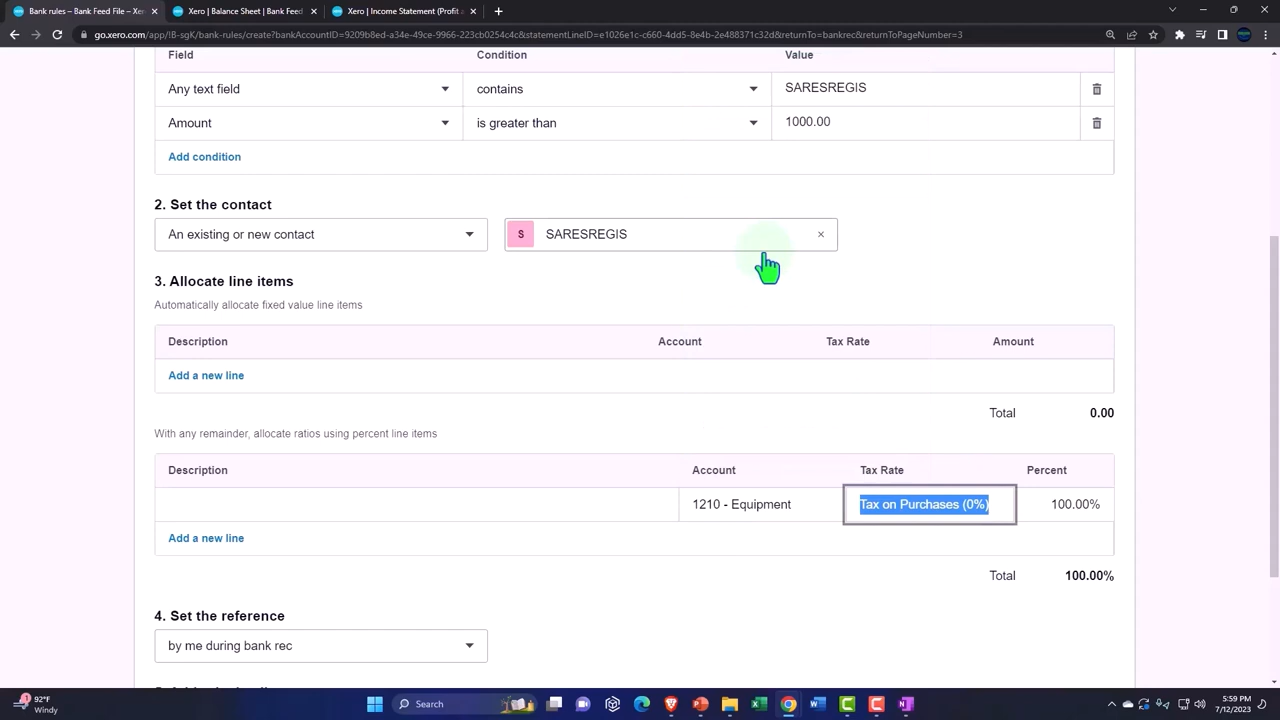 Bank rules – Bank Feed File – Xer
Xero | Balance Sheet | Bank Feed
Xero | Income Statement (Profit a
go.xero.com/app/!B-sgK/bank-rules/create?bankAccountID=9209b8ed-a34a-49ce-9966-223cb0254c4c&statementLineID=e1026e1c-c660-4dd5-8e4b-2e488371c32d&returnTo=bankrec&returnToPageNumber=3
Field Condition Value
Any text field contains SARESREGIS
Amount is greater than 1000.00
Add condition
2. Set the contact
An existing or new contact S SARESREGIS ×
3. Allocate line items
Automatically allocate fixed value line items
Description Account Tax Rate Amount
Add a new line
Total 0.00
With any remainder, allocate ratios using percent line items
Description Account Tax Rate Percent
1210 - Equipment Tax on Purchases (0%) 100.00%
Add a new line
Total 100.00%
4. Set the reference
by me during bank rec
92°F
Windy
Search
5:59 PM
7/12/2023